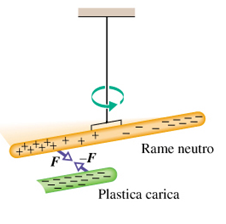 Rame neutro
F
–F
Plastica carica